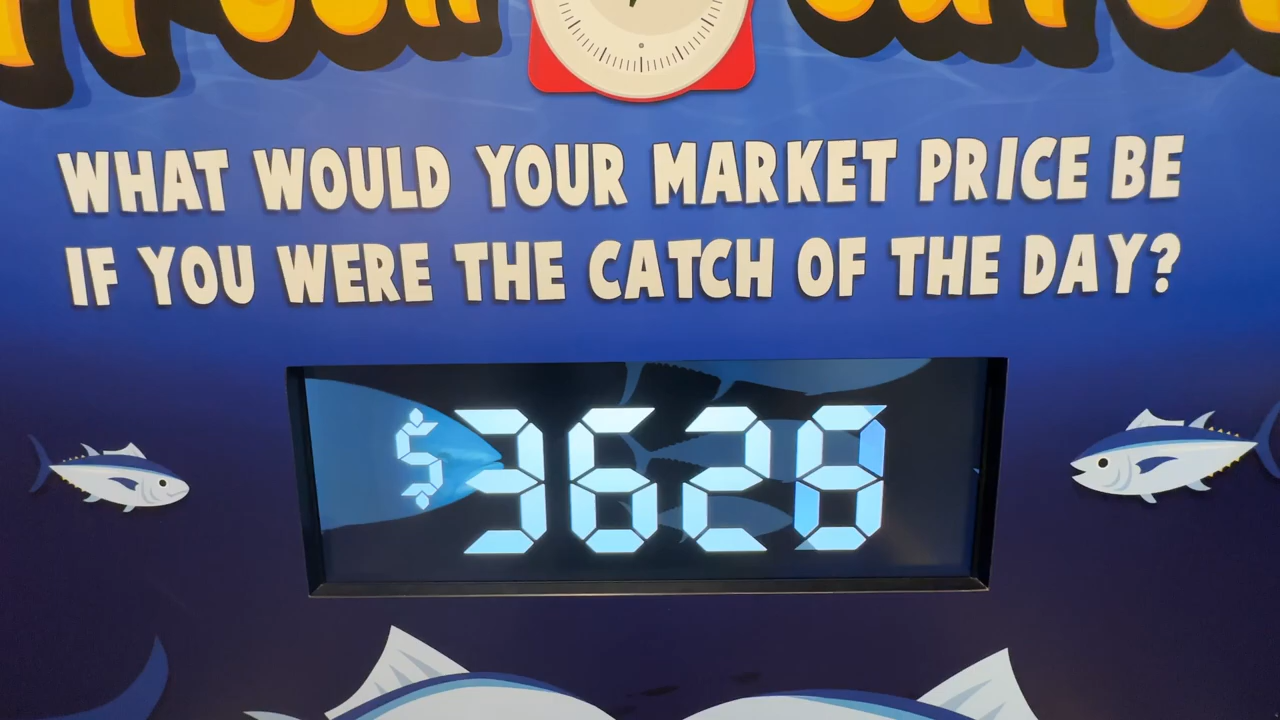 WHAT WOULD YOUR MARKET PRICE BE
IF YOU WERE THE CATCH OF THE DAY?
$3628